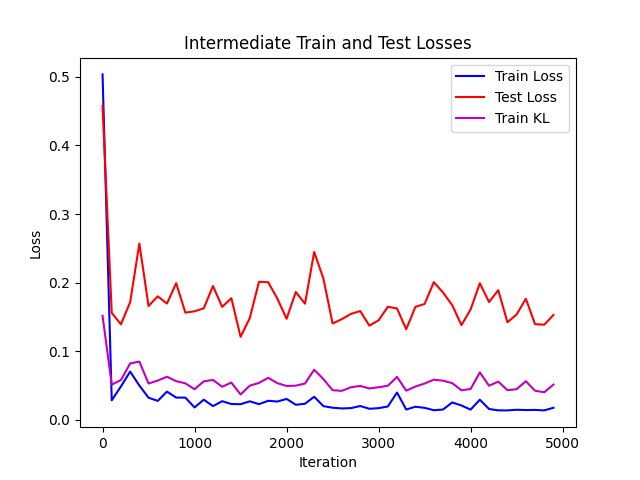 Intermediate Train and Test Losses
Train Loss
Test Loss
Train KL
Loss
0.5
0.4
0.3
0.2
0.1
0.0
0
1000
2000
3000
4000
5000
Iteration